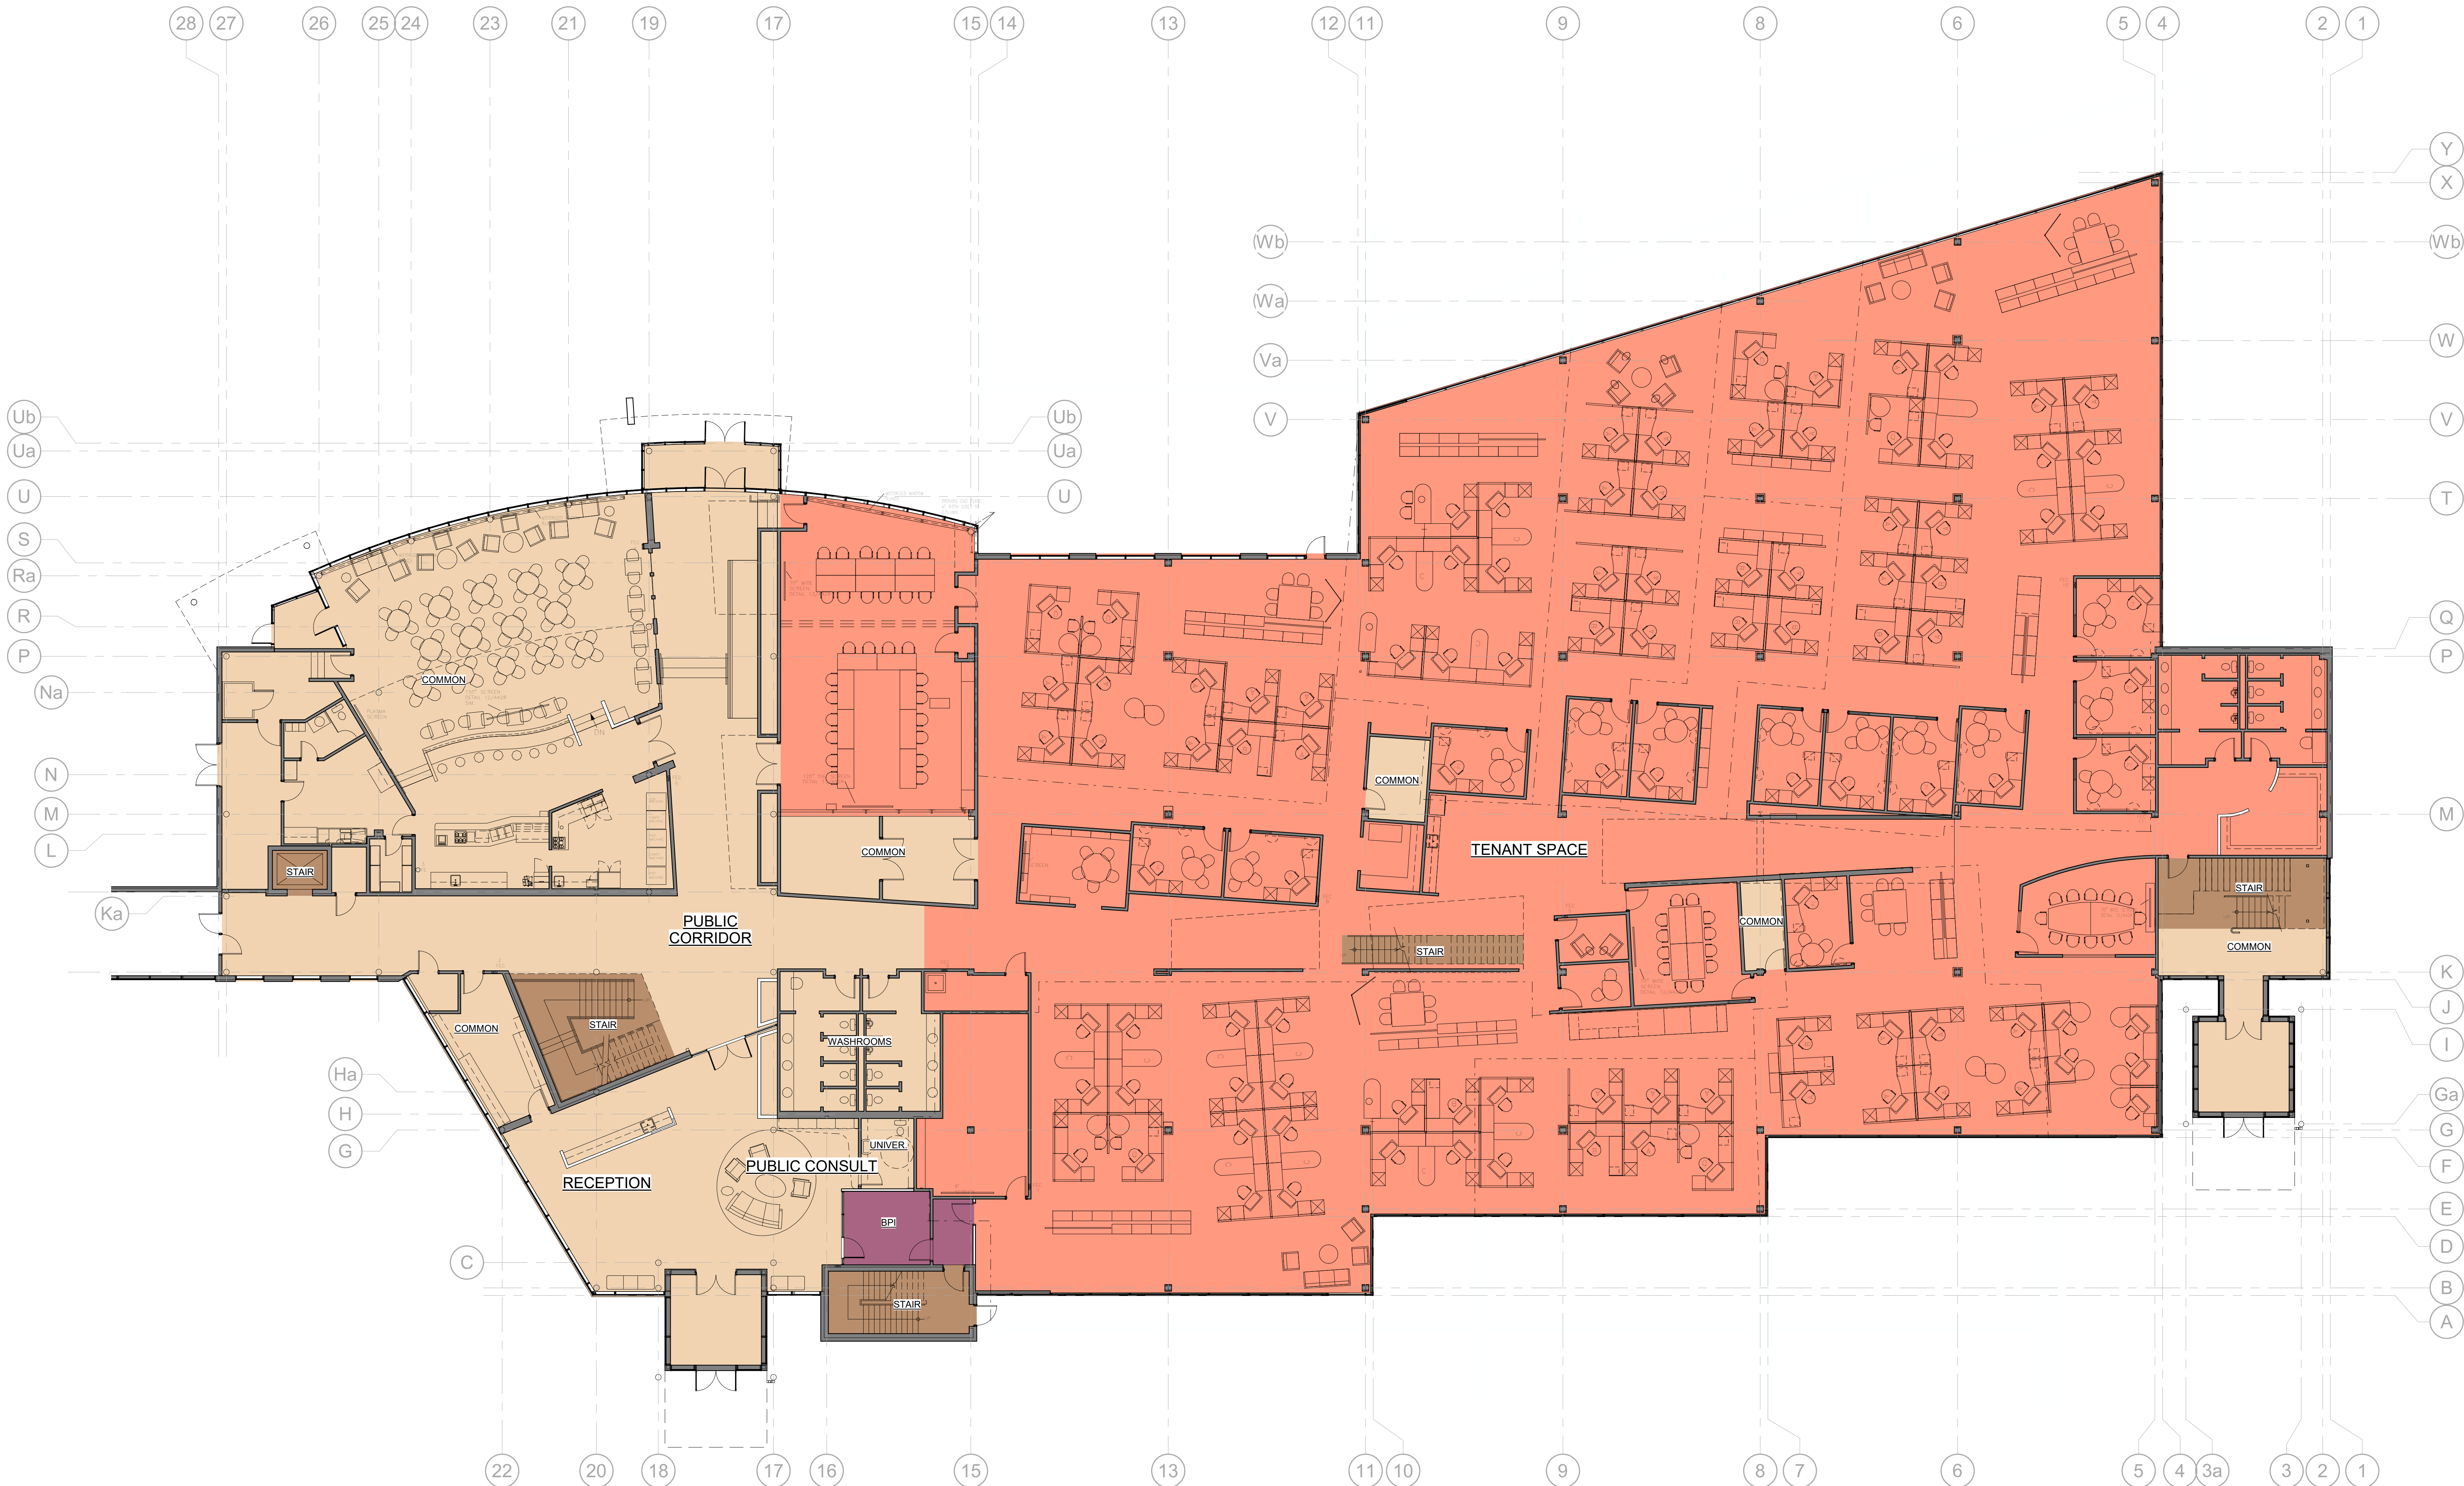 28 27 26 25 24 23 21 19 17 15 14 13 12 11 9 8 6 5 4 2 1
Y
X
Wb Wb
Wa
W
Va
Ub Ub V V
Ua Ua
U U T
S
Ra
R Q
P P
COMMON
Na
DN
N
COMMON
M M
L
TENANT SPACE
COMMON
STAIR
STAIR
Ka
PUBLIC
CORRIDOR
COMMON
COMMON
STAIR
K
J
COMMON
STAIR
I
WASHROOMS
Ha
Ga
H
G
UNIVER.
G
PUBLIC CONSULT
F
RECEPTION
E
BPI
D
C
B
STAIR
A
22 20 18 17 16 15 13 11 10 9 8 7 6 5 4 3a 3 2 1